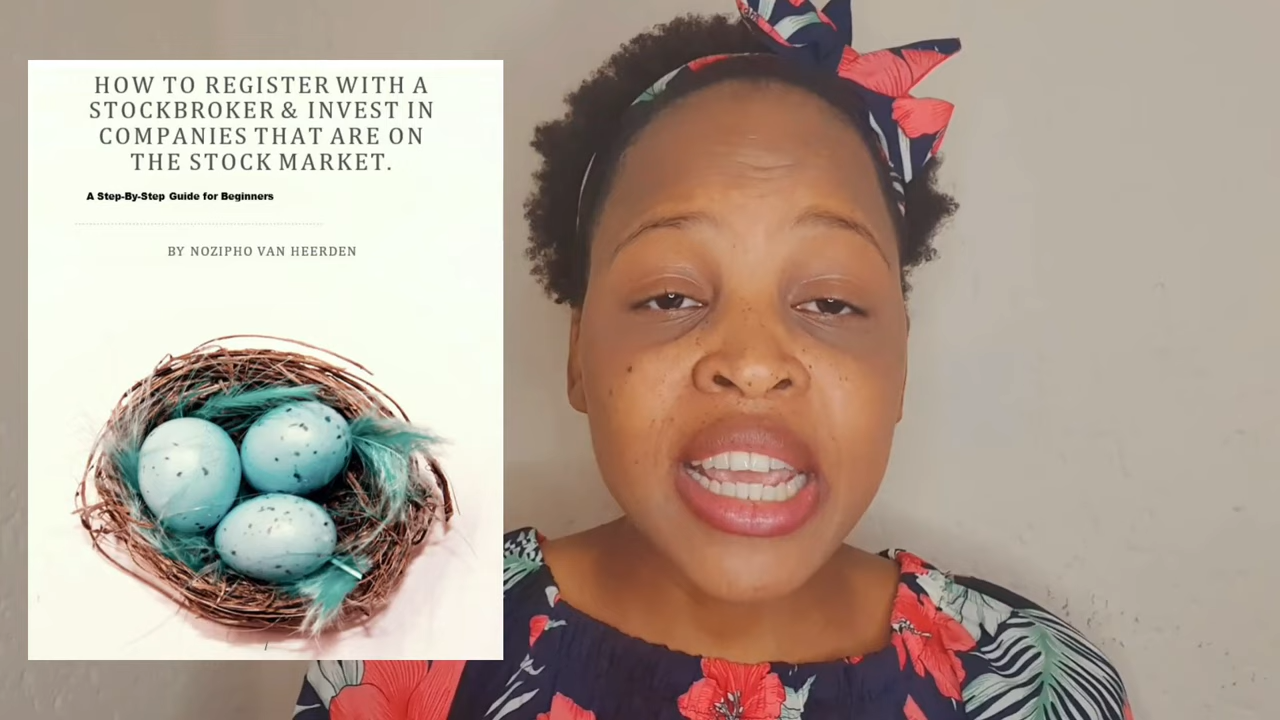 HOW TO REGISTER WITH A
STOCKBROKER & INVEST IN
COMPANIES THAT ARE ON
THE STOCK MARKET.
A Step-By-Step Guide for Beginners
BY NOZIPHO VAN HEERDEN